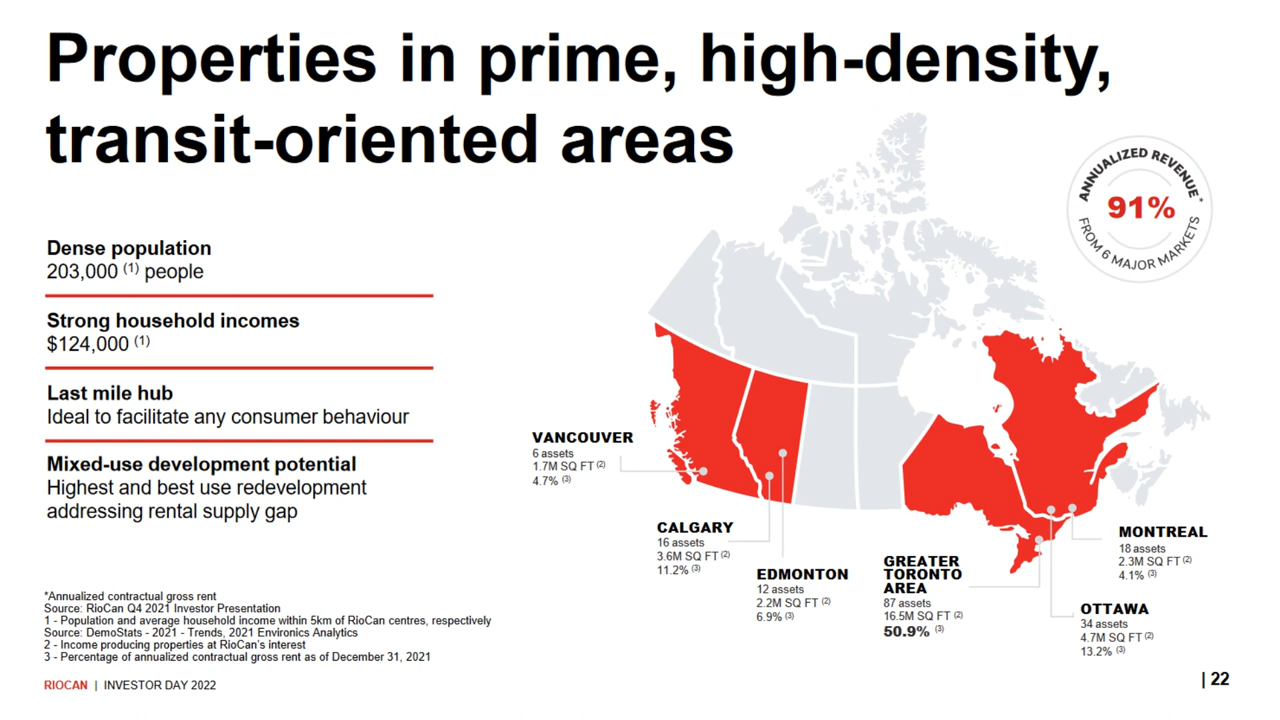 Properties in prime, high-density,
transit-oriented areas
ANNUALIZED REVENUE*
91%
FROM 6 MAJOR MARKETS
Dense population
203,000 (1) people
Strong household incomes
$124,000 (1)
Last mile hub
Ideal to facilitate any consumer behaviour
Mixed-use development potential
Highest and best use redevelopment
addressing rental supply gap
VANCOUVER
6 assets
1.7M SQ FT (2)
4.7% (3)
CALGARY
16 assets
3.6M SQ FT (2)
11.2% (3)
EDMONTON
12 assets
2.2M SQ FT (2)
6.9% (3)
GREATER
TORONTO
AREA
87 assets
16.5M SQ FT (2)
50.9% (3)
MONTREAL
18 assets
2.3M SQ FT (2)
4.1% (3)
OTTAWA
34 assets
4.7M SQ FT (2)
13.2% (3)
*Annualized contractual gross rent
Source: RioCan Q4 2021 Investor Presentation
1 - Population and average household income within 5km of RioCan centres, respectively
Source: DemoStats - 2021 - Trends, 2021 Environics Analytics
2 - Income producing properties at RioCan's interest
3 - Percentage of annualized contractual gross rent as of December 31, 2021
RIOCAN | INVESTOR DAY 2022
| 22